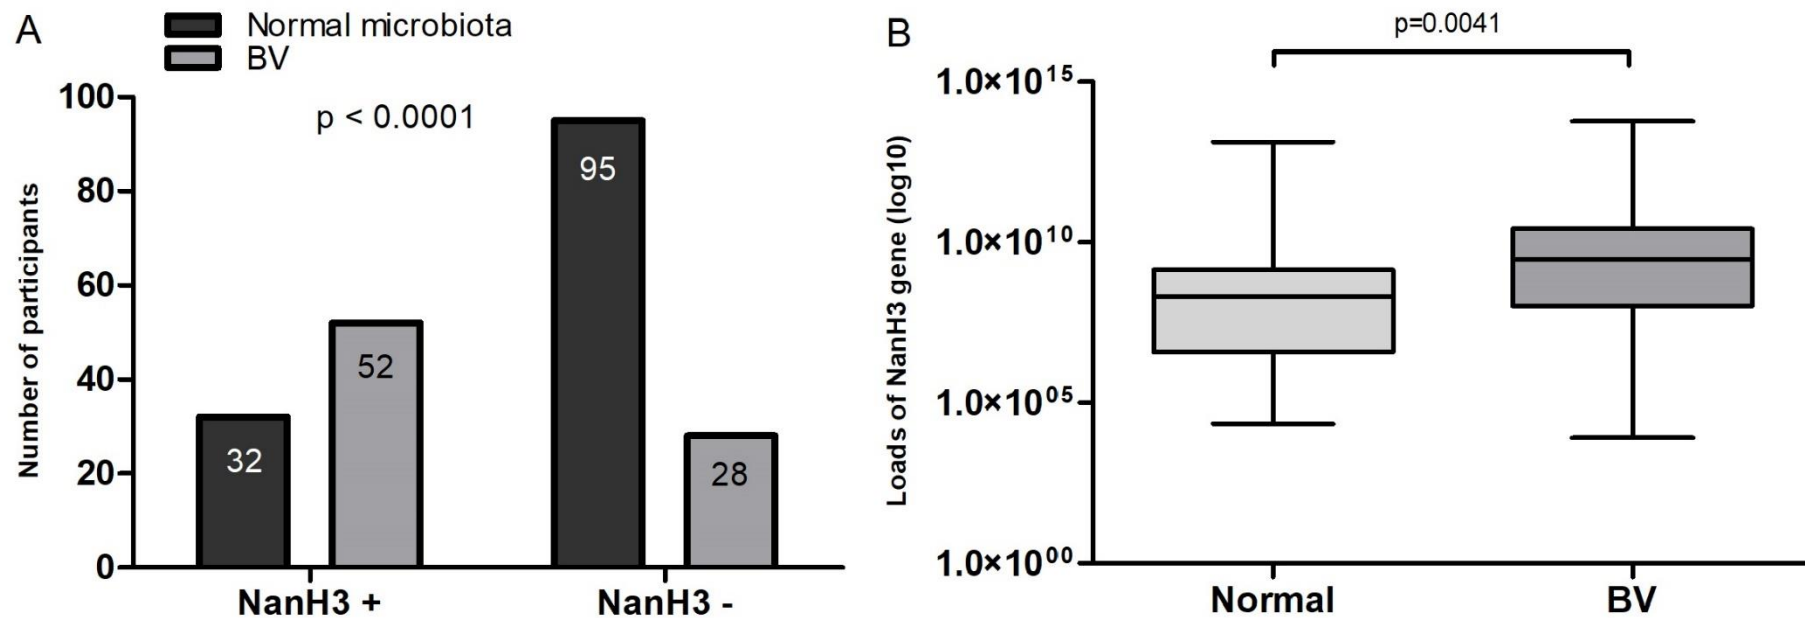 A
Normal microbiota
BV
p < 0.0001
Number of participants
100
80
60
40
20
0
32
52
95
28
NanH3 +
NanH3 -
B
p=0.0041
Loads of NanH3 gene (log10)
1.0×10¹⁵
1.0×10¹⁰
1.0×10⁰⁵
1.0×10⁰⁰
Normal
BV